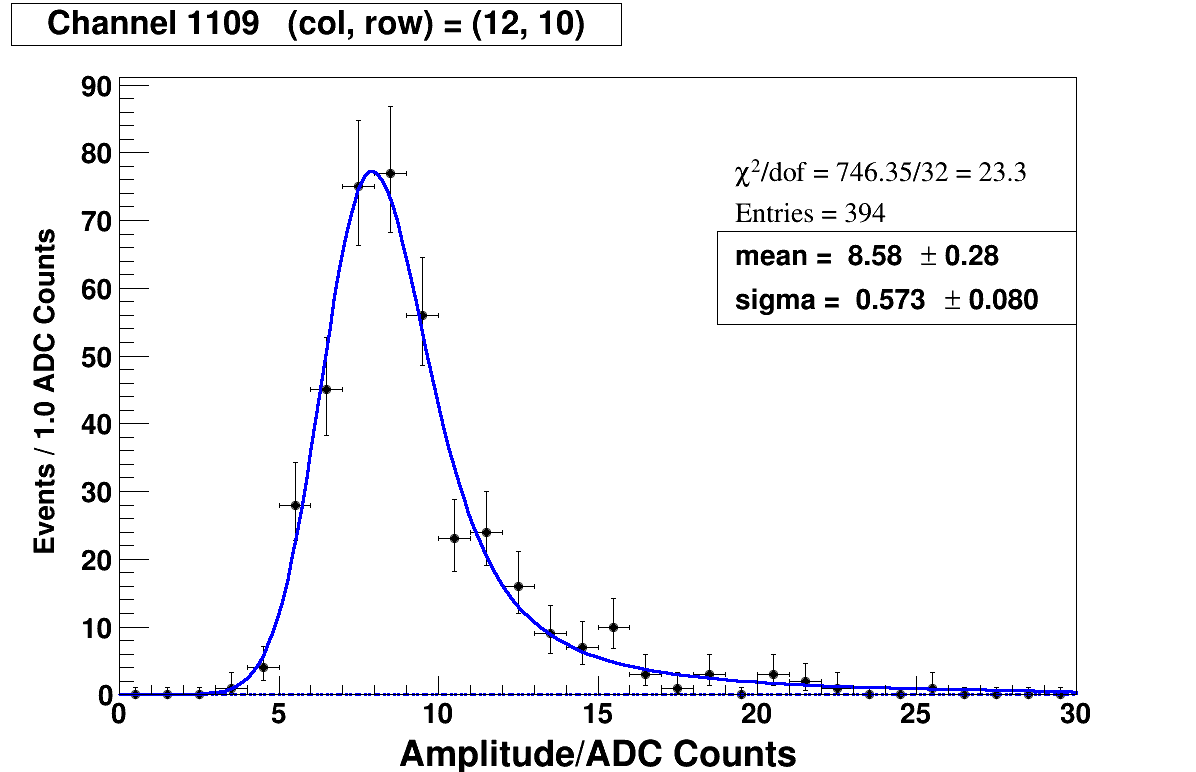 Channel 1109 (col, row) = (12, 10)
90
80
70
60
50
40
30
20
10
0
Events / 1.0 ADC Counts
χ²/dof = 746.35/32 = 23.3
Entries = 394
mean = 8.58 ± 0.28
sigma = 0.573 ± 0.080
0 5 10 15 20 25 30
Amplitude/ADC Counts